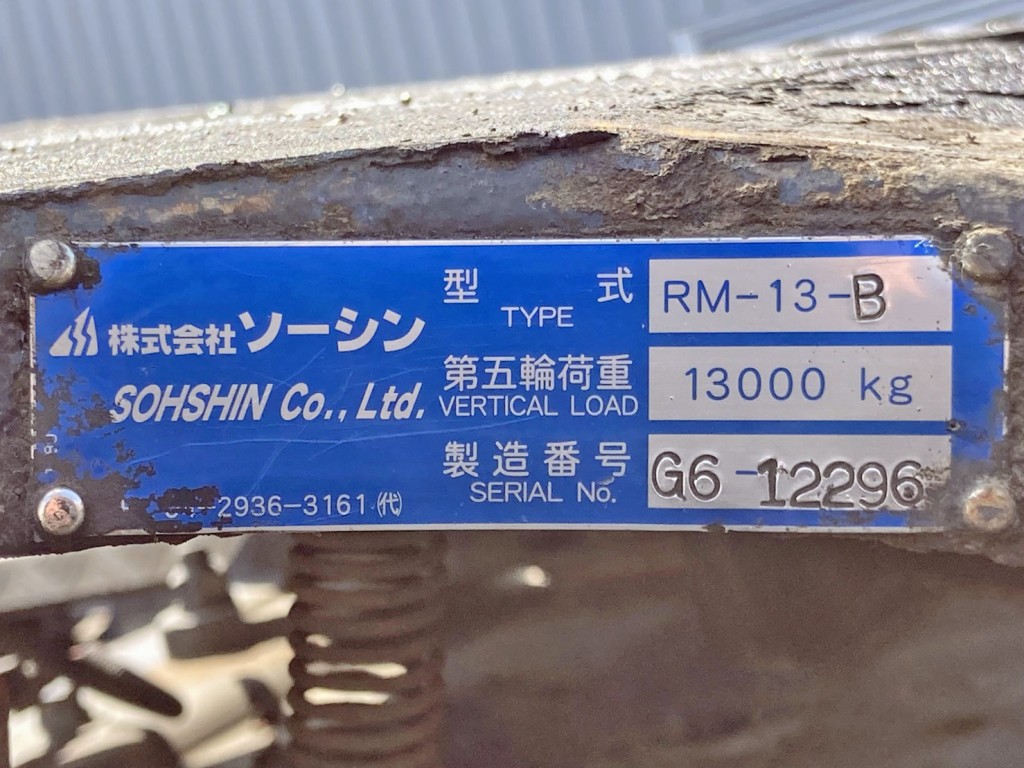 株式会社ソーシン
SOHSHIN Co., Ltd.
2936-3161㈹
型式 RM-13-B
TYPE
第五輪荷重 13000 kg
VERTICAL LOAD
製造番号 G6-12296
SERIAL No.